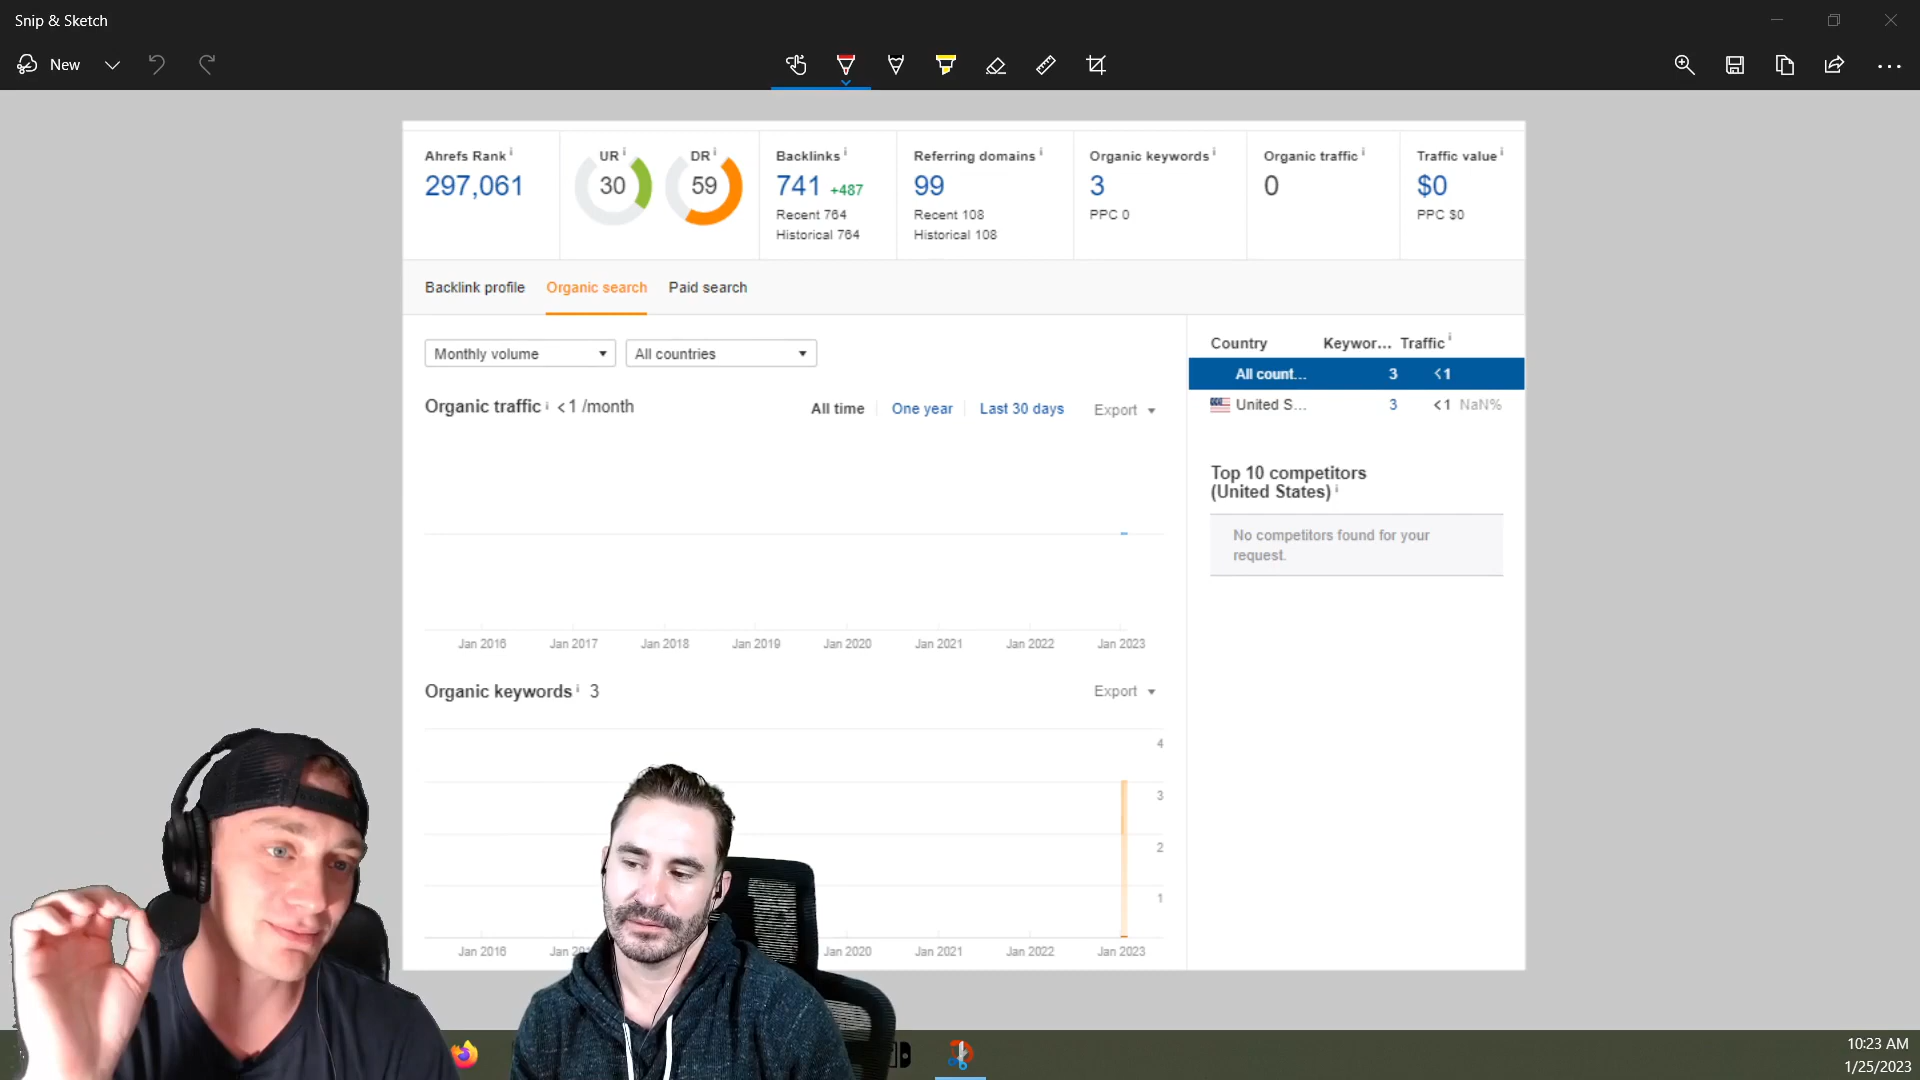 Snip & Sketch
New
Ahrefs Rank i
297,061
UR i
30
DR i
59
Backlinks i
741 +487
Recent 764
Historical 764
Referring domains i
99
Recent 108
Historical 108
Organic keywords i
3
PPC 0
Organic traffic i
0
Traffic value i
$0
PPC $0
Backlink profile Organic search Paid search
Monthly volume All countries
Organic traffic i <1 /month
All time One year Last 30 days Export
Jan 2016 Jan 2017 Jan 2018 Jan 2019 Jan 2020 Jan 2021 Jan 2022 Jan 2023
Organic keywords i 3
Export
4
3
2
1
Jan 2016 Jan 20 Jan 2020 Jan 2021 Jan 2022 Jan 2023
Country Keywor... Traffic i
All count... 3 <1
United S... 3 <1 NaN%
Top 10 competitors
(United States) i
No competitors found for your
request.
10:23 AM
1/25/2023